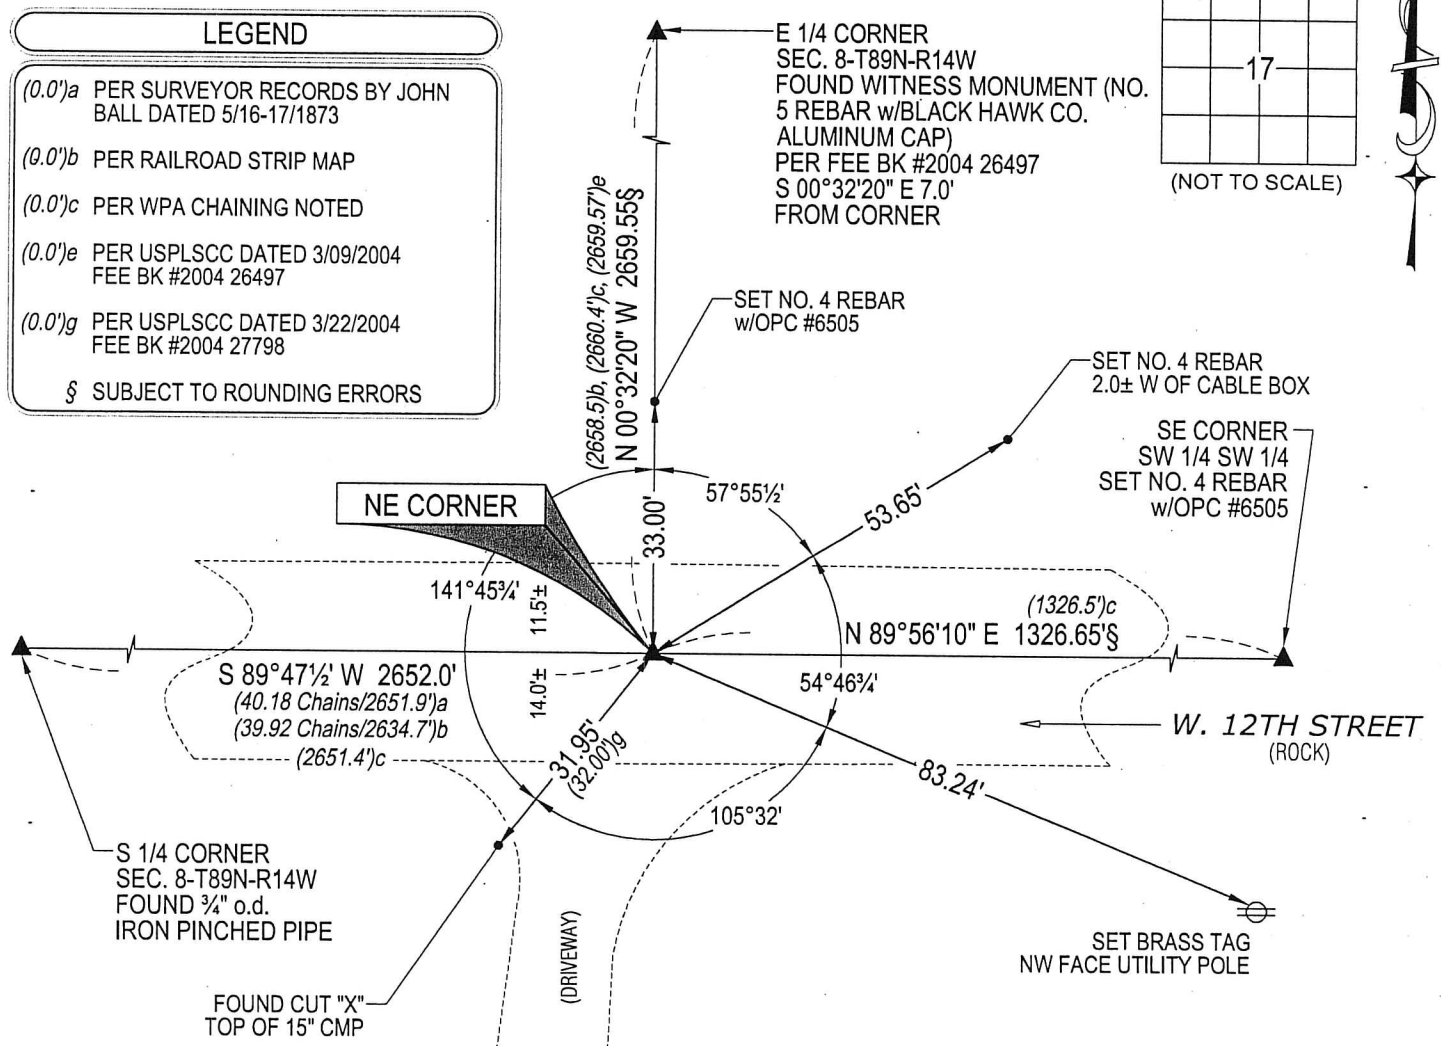 LEGEND
(0.0')a PER SURVEYOR RECORDS BY JOHN
BALL DATED 5/16-17/1873
(0.0')b PER RAILROAD STRIP MAP
(0.0')c PER WPA CHAINING NOTED
(0.0')e PER USPLSCC DATED 3/09/2004
FEE BK #2004 26497
(0.0')g PER USPLSCC DATED 3/22/2004
FEE BK #2004 27798
§ SUBJECT TO ROUNDING ERRORS
E 1/4 CORNER
SEC. 8-T89N-R14W
FOUND WITNESS MONUMENT (NO.
5 REBAR w/BLACK HAWK CO.
ALUMINUM CAP)
PER FEE BK #2004 26497
S 00°32'20" E 7.0'
FROM CORNER
17
(NOT TO SCALE)
(2658.5)b, (2660.4')c, (2659.57')e
N 00°32'20" W 2659.55§
SET NO. 4 REBAR
w/OPC #6505
SET NO. 4 REBAR
2.0± W OF CABLE BOX
SE CORNER
SW 1/4 SW 1/4
SET NO. 4 REBAR
w/OPC #6505
NE CORNER
57°55½'
53.65'
33.00'
141°45¾'
11.5'±
14.0'±
(1326.5')c
N 89°56'10" E 1326.65'§
S 89°47½' W 2652.0'
(40.18 Chains/2651.9')a
(39.92 Chains/2634.7')b
(2651.4')c
54°46¾'
31.95'
(32.00')g
W. 12TH STREET
(ROCK)
83.24'
105°32'
S 1/4 CORNER
SEC. 8-T89N-R14W
FOUND ¾" o.d.
IRON PINCHED PIPE
(DRIVEWAY)
SET BRASS TAG
NW FACE UTILITY POLE
FOUND CUT "X"
TOP OF 15" CMP